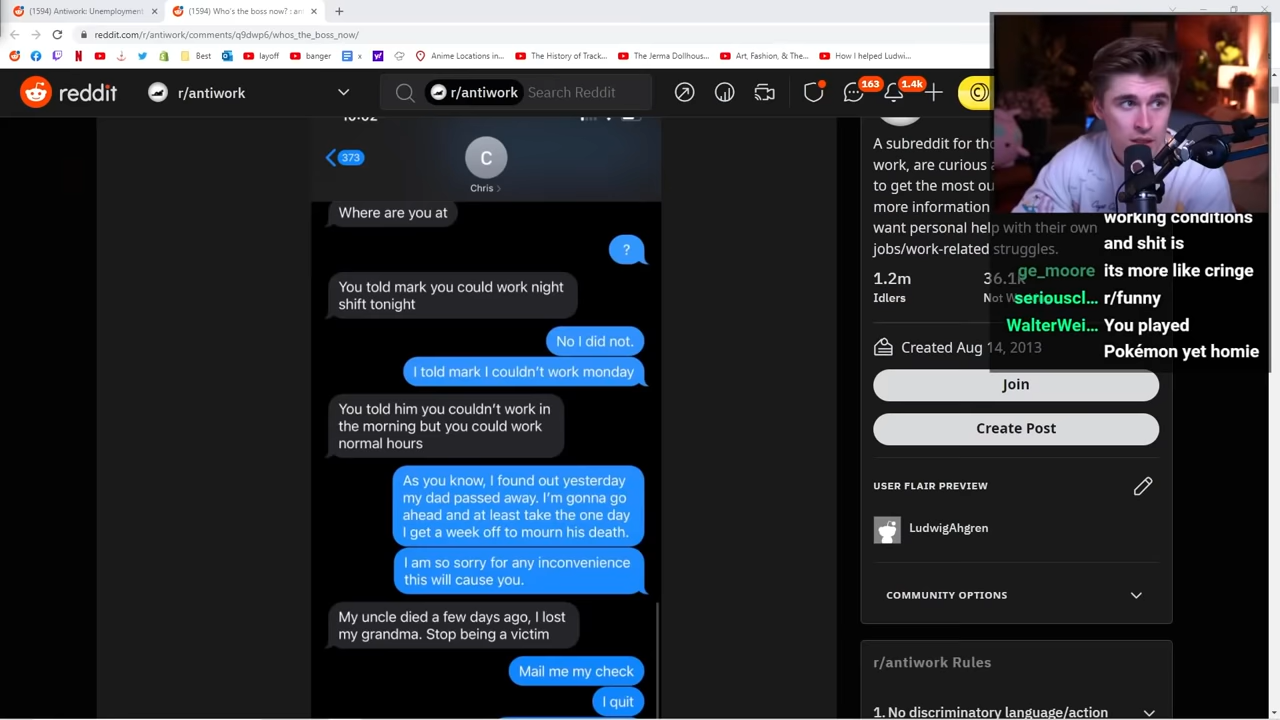 (1594) Antiwork: Unemployment
(1594) Who's the boss now? : an
reddit.com/r/antiwork/comments/q9dwp6/whos_the_boss_now/
layoff
banger
x
Anime Locations in...
The History of Track...
The Jerma Dollhous...
Art, Fashion, & The...
How I helped Ludwi...
reddit
r/antiwork
r/antiwork
Search Reddit
163
1.4k
373
C
Chris
Where are you at
?
You told mark you could work night
shift tonight
No I did not.
I told mark I couldn't work monday
You told him you couldn't work in
the morning but you could work
normal hours
As you know, I found out yesterday
my dad passed away. I'm gonna go
ahead and at least take the one day
I get a week off to mourn his death.
I am so sorry for any inconvenience
this will cause you.
My uncle died a few days ago, I lost
my grandma. Stop being a victim
Mail me my check
I quit
A subreddit for tho
work, are curious a
to get the most ou
more information
want personal help with their own
jobs/work-related struggles.
1.2m
Idlers
36.1k
Not W
Created Aug 14, 2013
Join
Create Post
USER FLAIR PREVIEW
LudwigAhgren
COMMUNITY OPTIONS
r/antiwork Rules
1. No discriminatory language/action
working conditions
and shit is
ge_moore its more like cringe
seriouscl... r/funny
WalterWei... You played
Pokémon yet homie